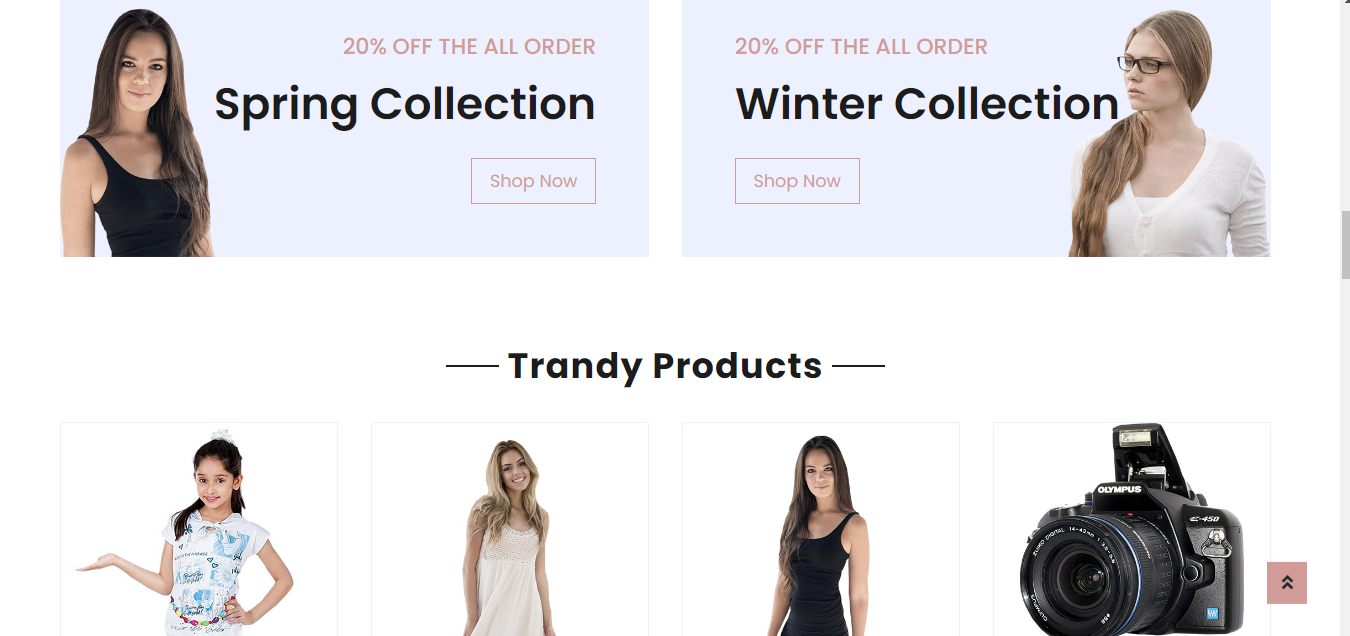 20% OFF THE ALL ORDER
Spring Collection
Shop Now
20% OFF THE ALL ORDER
Winter Collection
Shop Now
Trandy Products
OLYMPUS
E-450